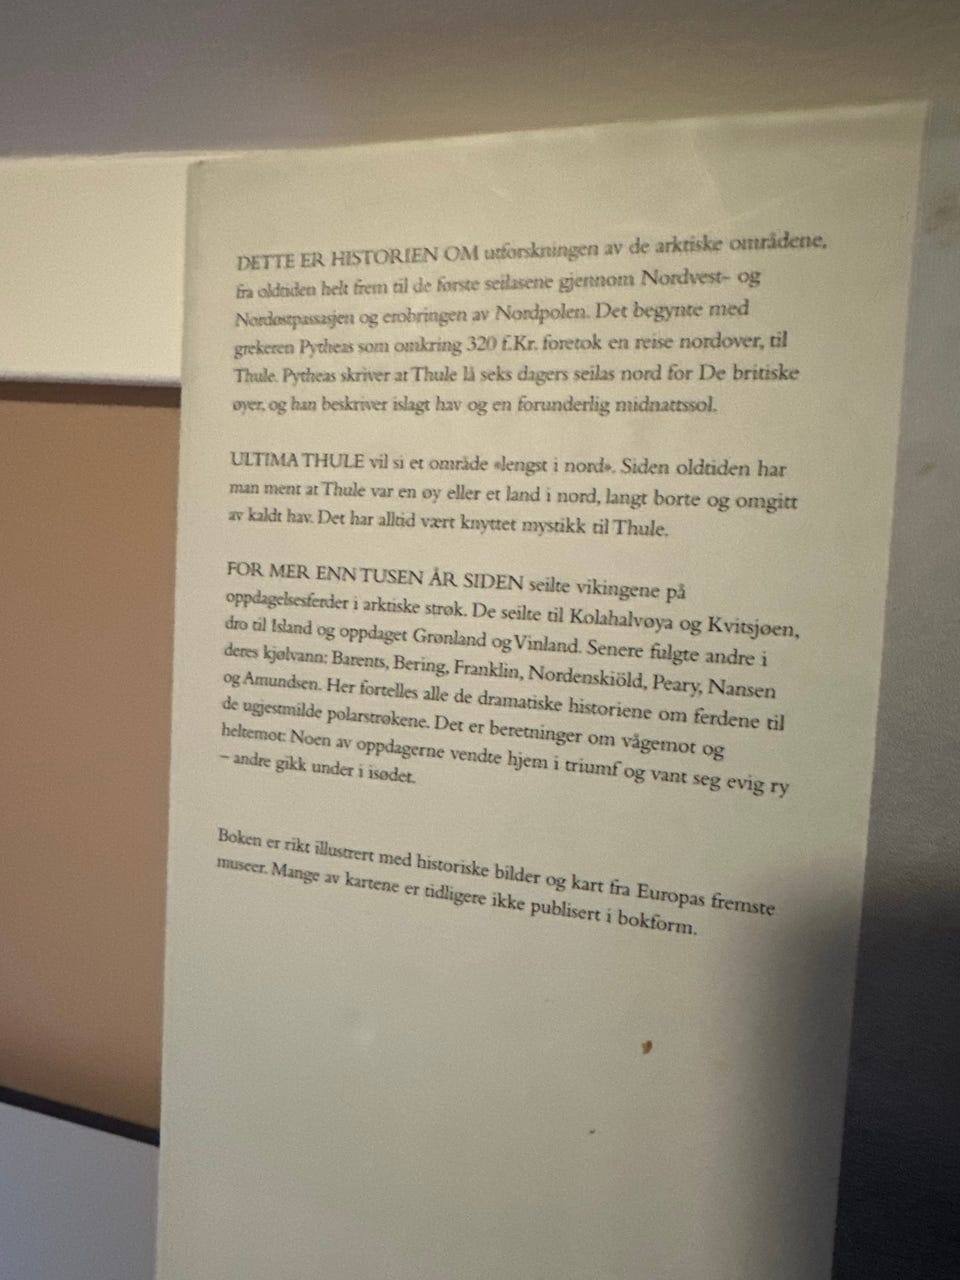 DETTE ER HISTORIEN OM utforskningen av de arktiske områdene,
fra oldtiden helt frem til de første seilasene gjennom Nordvest– og
Nordøstpassasjen og erobringen av Nordpolen. Det begynte med
grekeren Pytheas som omkring 320 f.Kr. foretok en reise nordover, til
Thule. Pytheas skriver at Thule lå seks dagers seilas nord for De britiske
øyer, og han beskriver islagt hav og en forunderlig midnattssol.
ULTIMA THULE vil si et område «lengst i nord». Siden oldtiden har
man ment at Thule var en øy eller et land i nord, langt borte og omgitt
av kaldt hav. Det har alltid vært knyttet mystikk til Thule.
FOR MER ENN TUSEN ÅR SIDEN seilte vikingene på
oppdagelsesferder i arktiske strøk. De seilte til Kolahalvøya og Kvitsjøen,
dro til Island og oppdaget Grønland og Vinland. Senere fulgte andre i
deres kjølvann: Barents, Bering, Franklin, Nordenskiöld, Peary, Nansen
og Amundsen. Her fortelles alle de dramatiske historiene om ferdene til
de ugjestmilde polarstrøkene. Det er beretninger om vågemot og
heltemot: Noen av oppdagerne vendte hjem i triumf og vant seg evig ry
– andre gikk under i isødet.
Boken er rikt illustrert med historiske bilder og kart fra Europas fremste
museer. Mange av kartene er tidligere ikke publisert i bokform.